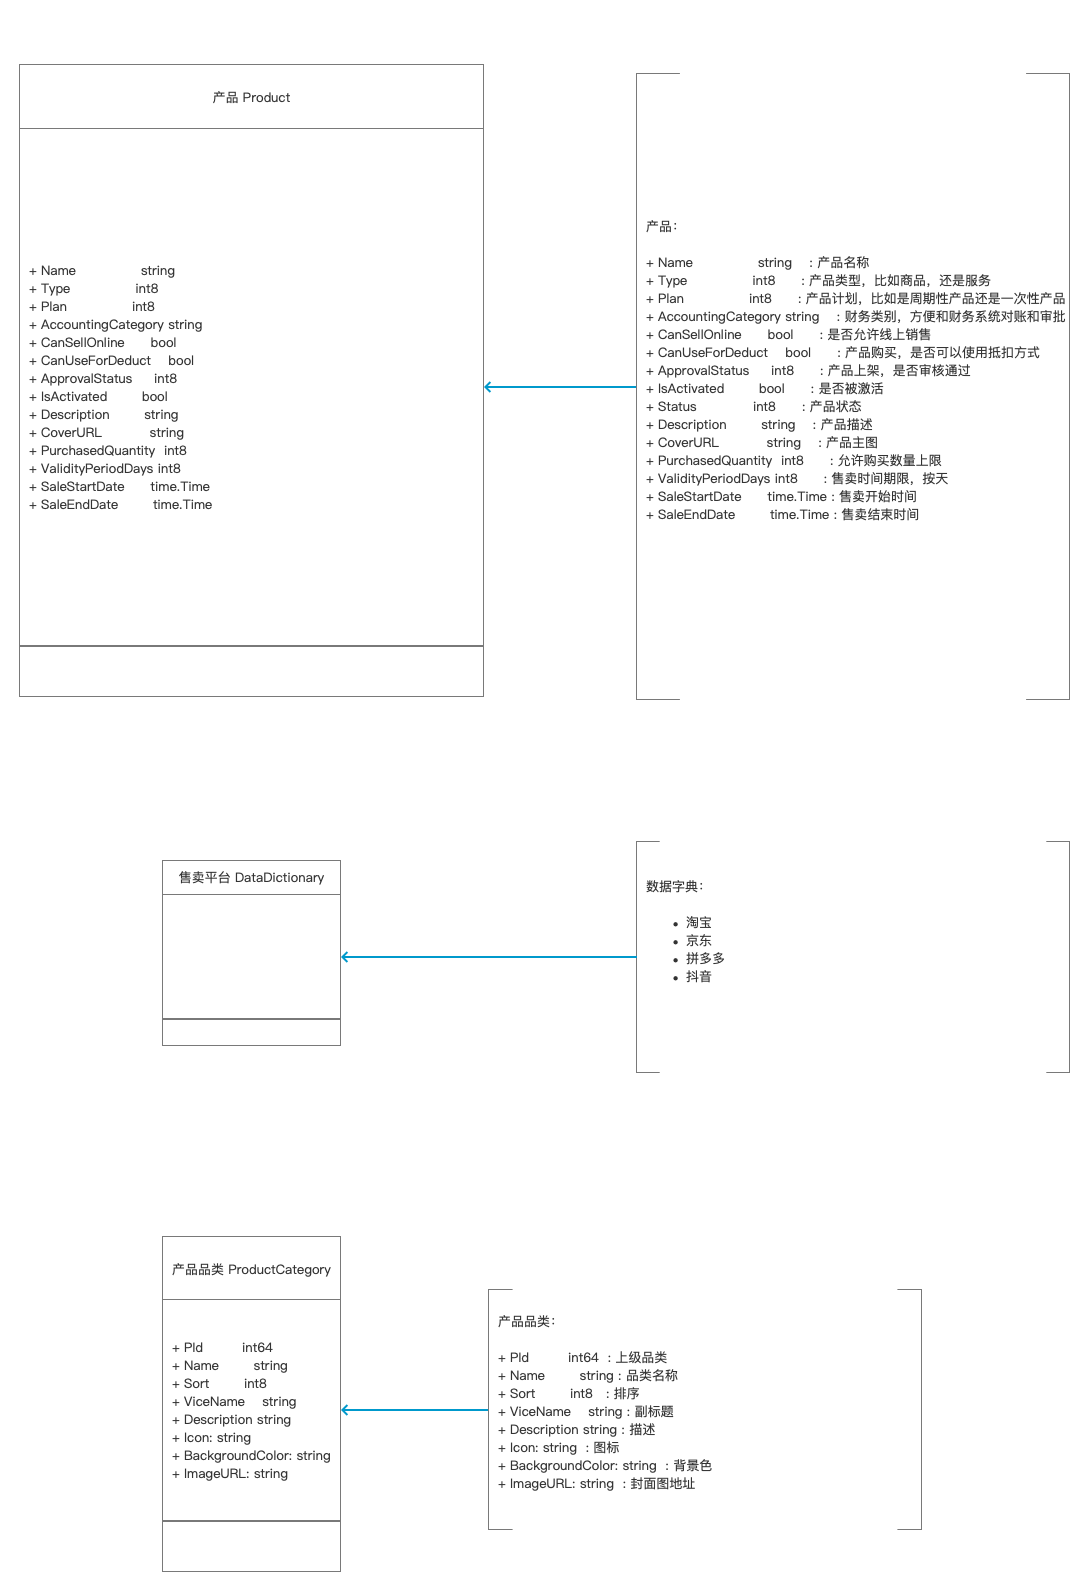 产品 Product
+ Name string
+ Type int8
+ Plan int8
+ AccountingCategory string
+ CanSellOnline bool
+ CanUseForDeduct bool
+ ApprovalStatus int8
+ IsActivated bool
+ Description string
+ CoverURL string
+ PurchasedQuantity int8
+ ValidityPeriodDays int8
+ SaleStartDate time.Time
+ SaleEndDate time.Time
产品：
+ Name string : 产品名称
+ Type int8 : 产品类型，比如商品，还是服务
+ Plan int8 : 产品计划，比如是周期性产品还是一次性产品
+ AccountingCategory string : 财务类别，方便和财务系统对账和审批
+ CanSellOnline bool : 是否允许线上销售
+ CanUseForDeduct bool : 产品购买，是否可以使用抵扣方式
+ ApprovalStatus int8 : 产品上架，是否审核通过
+ IsActivated bool : 是否被激活
+ Status int8 : 产品状态
+ Description string : 产品描述
+ CoverURL string : 产品主图
+ PurchasedQuantity int8 : 允许购买数量上限
+ ValidityPeriodDays int8 : 售卖时间期限，按天
+ SaleStartDate time.Time : 售卖开始时间
+ SaleEndDate time.Time : 售卖结束时间
售卖平台 DataDictionary
数据字典：
• 淘宝
• 京东
• 拼多多
• 抖音
产品品类 ProductCategory
+ PId int64
+ Name string
+ Sort int8
+ ViceName string
+ Description string
+ Icon: string
+ BackgroundColor: string
+ ImageURL: string
产品品类：
+ PId int64 : 上级品类
+ Name string : 品类名称
+ Sort int8 : 排序
+ ViceName string : 副标题
+ Description string : 描述
+ Icon: string : 图标
+ BackgroundColor: string : 背景色
+ ImageURL: string : 封面图地址